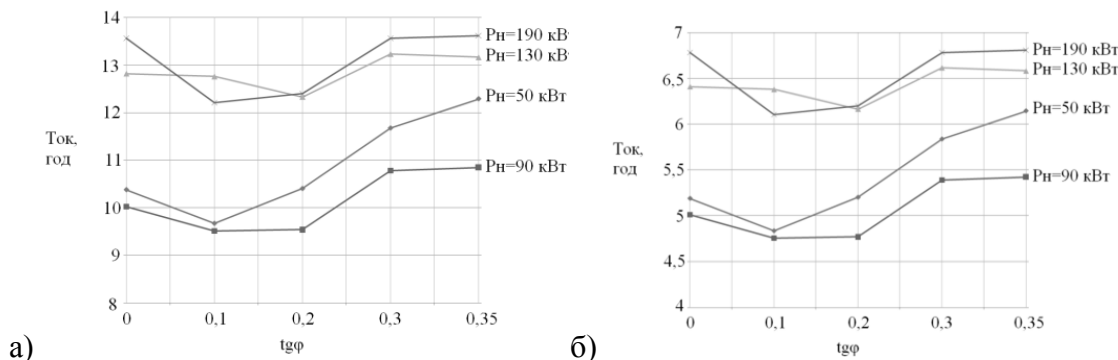 14
13
12
11
10
9
8
Ток,
год
Рн=190 кВ
Рн=130 кВ
Рн=50 кВт
Рн=90 кВт
0
0,1
0,2
0,3
0,35
tgφ
а)
7
6,5
6
5,5
5
4,5
4
Ток,
год
Рн=190 кВт
Рн=130 кВт
Рн=50 кВт
Рн=90 кВт
0
0,1
0,2
0,3
0,35
tgφ
б)